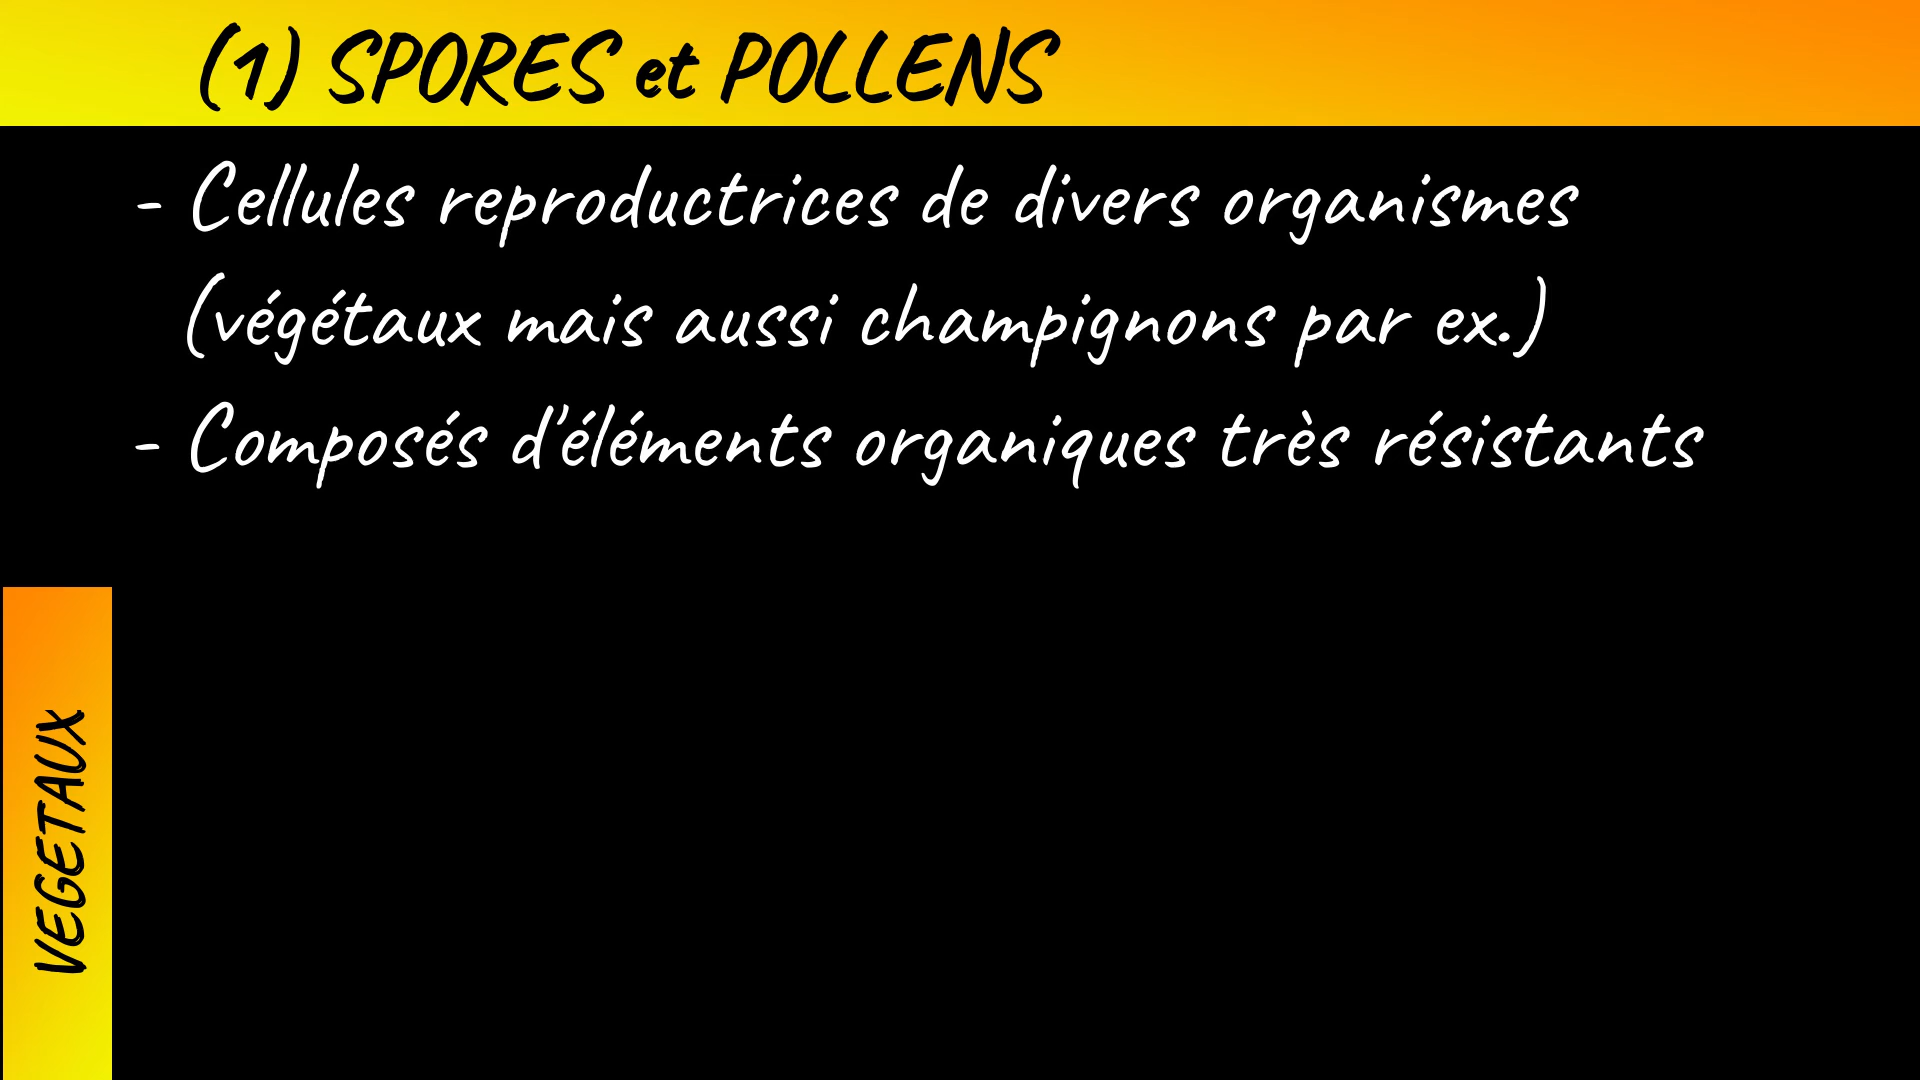 (1) SPORES et POLLENS
- Cellules reproductrices de divers organismes
(végétaux mais aussi champignons par ex.)
- Composés d'éléments organiques très résistants
VEGETAUX